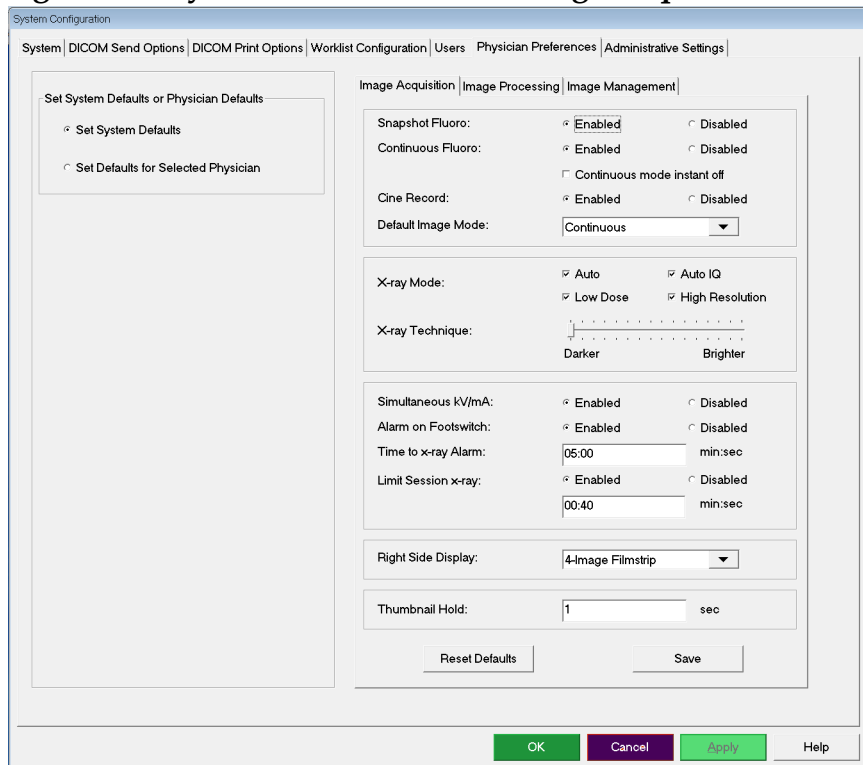 System Configuration
System DICOM Send Options DICOM Print Options Worklist Configuration Users Physician Preferences Administrative Settings
Set System Defaults or Physician Defaults
Set System Defaults
Set Defaults for Selected Physician
Image Acquisition Image Processing Image Management
Snapshot Fluoro: Enabled Disabled
Continuous Fluoro: Enabled Disabled
Continuous mode instant off
Cine Record: Enabled Disabled
Default Image Mode: Continuous
X-ray Mode: Auto Auto IQ
Low Dose High Resolution
X-ray Technique:
Darker Brighter
Simultaneous kV/mA: Enabled Disabled
Alarm on Footswitch: Enabled Disabled
Time to x-ray Alarm: 05:00 min:sec
Limit Session x-ray: Enabled Disabled
00:40 min:sec
Right Side Display: 4-Image Filmstrip
Thumbnail Hold: 1 sec
Reset Defaults Save
OK Cancel Apply Help